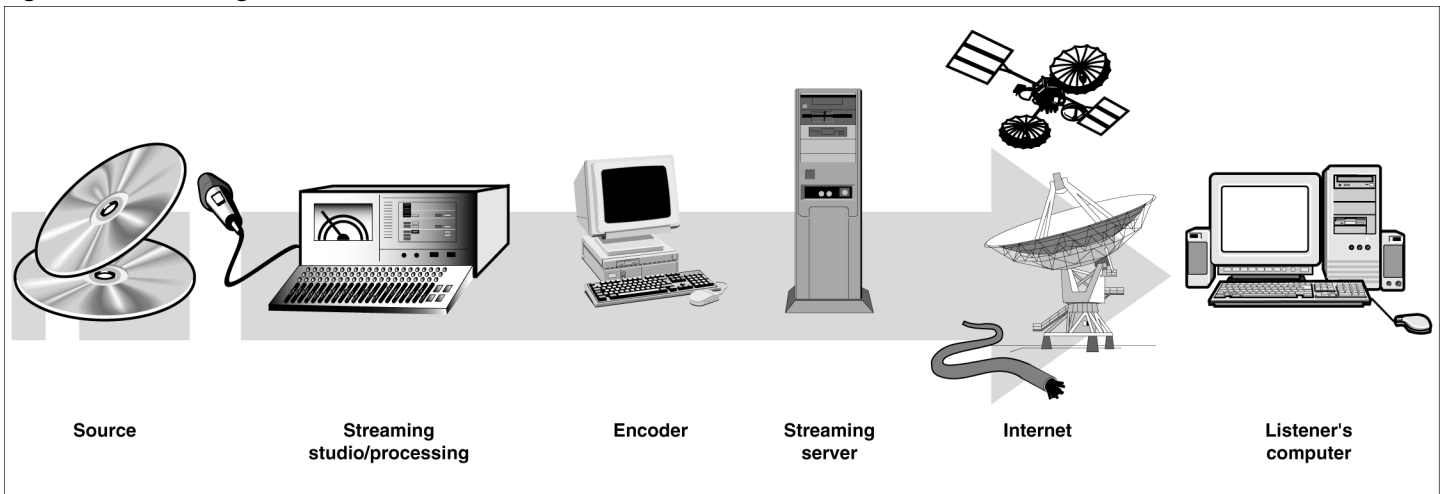 Source
Streaming
studio/processing
Encoder
Streaming
server
Internet
Listener's
computer